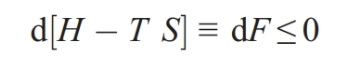 d[H − T S] ≡ dF ≤ 0